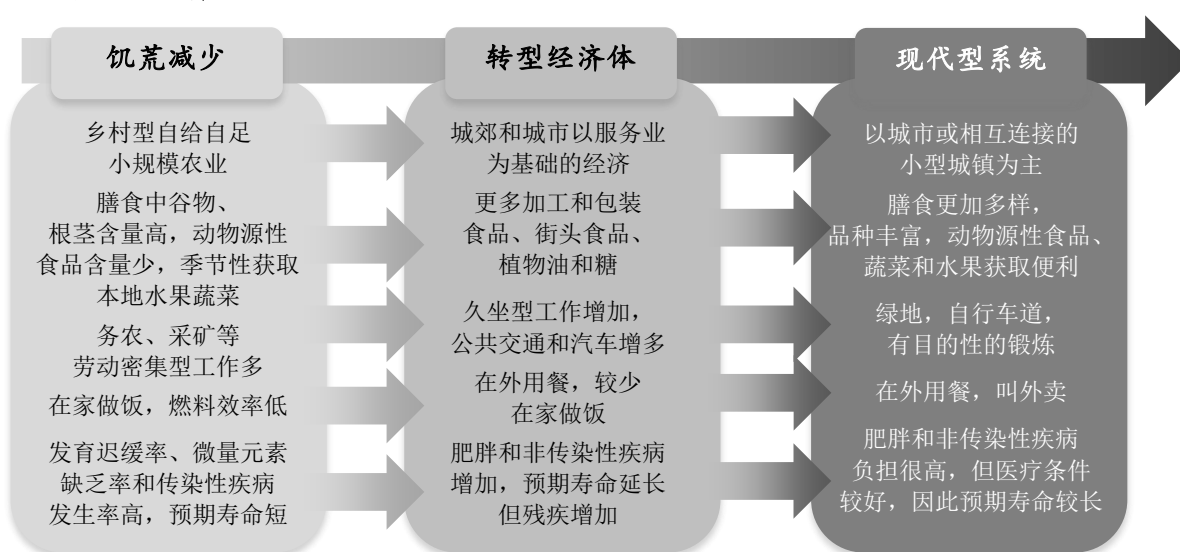 饥荒减少
乡村型自给自足
小规模农业
膳食中谷物、
根茎含量高，动物源性
食品含量少，季节性获取
本地水果蔬菜
务农、采矿等
劳动密集型工作多
在家做饭，燃料效率低
发育迟缓率、微量元素
缺乏率和传染性疾病
发生率高，预期寿命短
转型经济体
城郊和城市以服务业
为基础的经济
更多加工和包装
食品、街头食品、
植物油和糖
久坐型工作增加，
公共交通和汽车增多
在外用餐，较少
在家做饭
肥胖和非传染性疾病
增加，预期寿命延长
但残疾增加
现代型系统
以城市或相互连接的
小型城镇为主
膳食更加多样，
品种丰富，动物源性食品、
蔬菜和水果获取便利
绿地，自行车道，
有目的性的锻炼
在外用餐，叫外卖
肥胖和非传染性疾病
负担很高，但医疗条件
较好，因此预期寿命较长